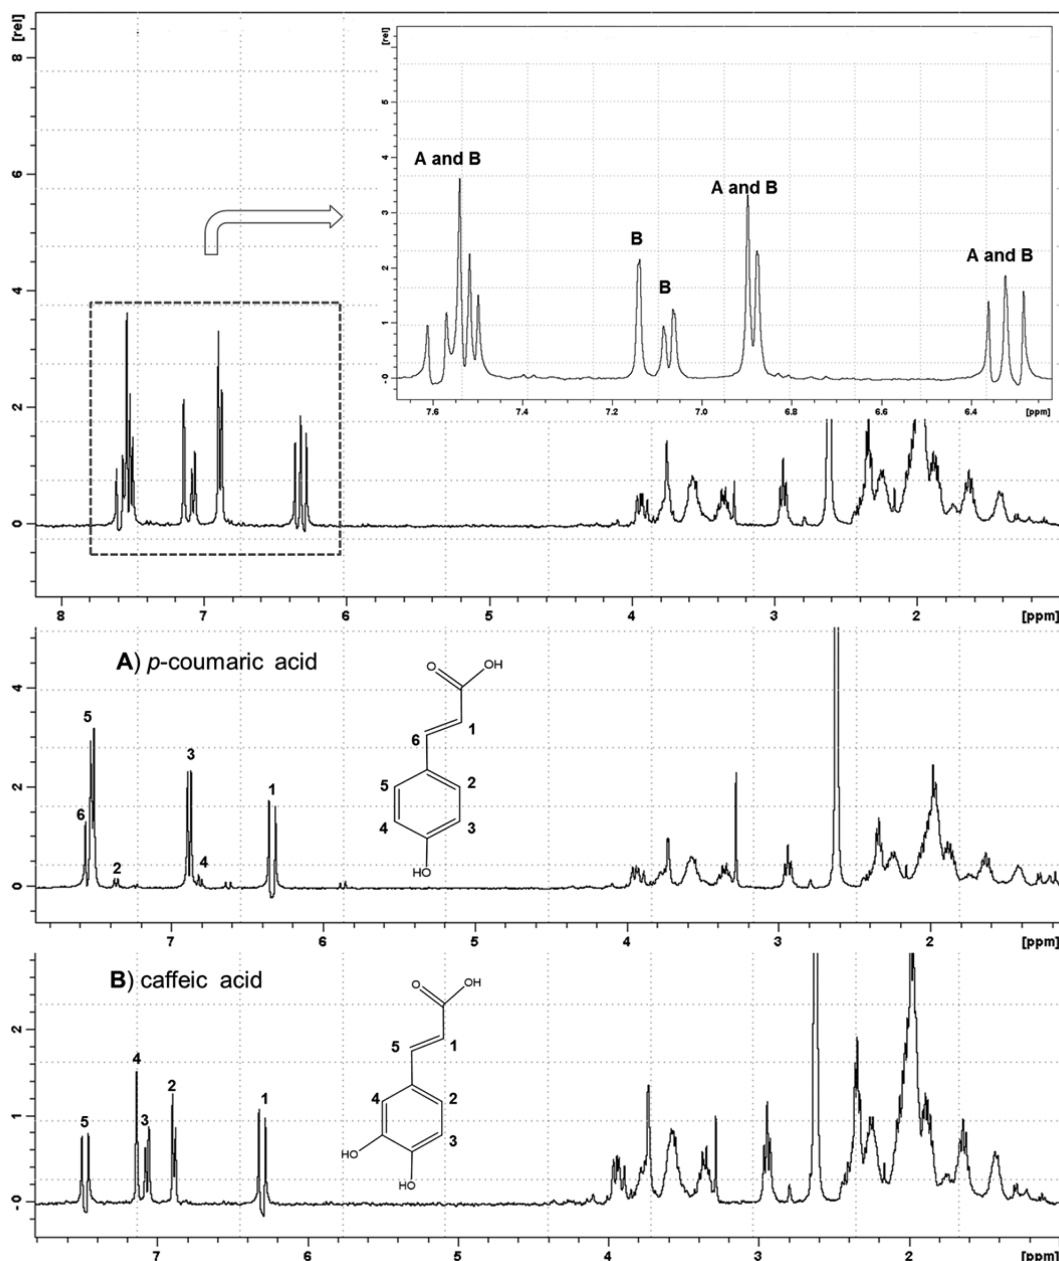 [rel]
8
6
4
2
0
[rel]
5
4
3
2
1
-0
A and B
B
B
A and B
A and B
7.6 7.4 7.2 7.0 [ppm] 6.8 6.6 6.4 [ppm]
8 7 6 5 4 3 2 [ppm]
A) p-coumaric acid
4
2
0
5
6
2
3
4
1
O
OH
6
1
5
2
4
3
HO
7 6 5 4 3 2 [ppm]
B) caffeic acid
2
1
-0
5
4
3
2
1
O
OH
5
1
4
2
3
HO
HO
7 6 5 4 3 2 [ppm]